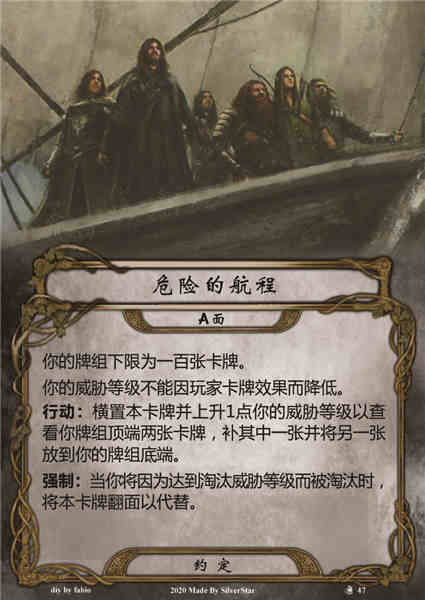 危险的航程
A面
你的牌组下限为一百张卡牌。
你的威胁等级不能因玩家卡牌效果而降低。
行动：横置本卡牌并上升1点你的威胁等级以查
看你牌组顶端两张卡牌，补其中一张并将另一张
放到你的牌组底端。
强制：当你将因为达到淘汰威胁等级而被淘汰时，
将本卡牌翻面以代替。
约定
diy by fabio
2020 Made By SilverStar
47